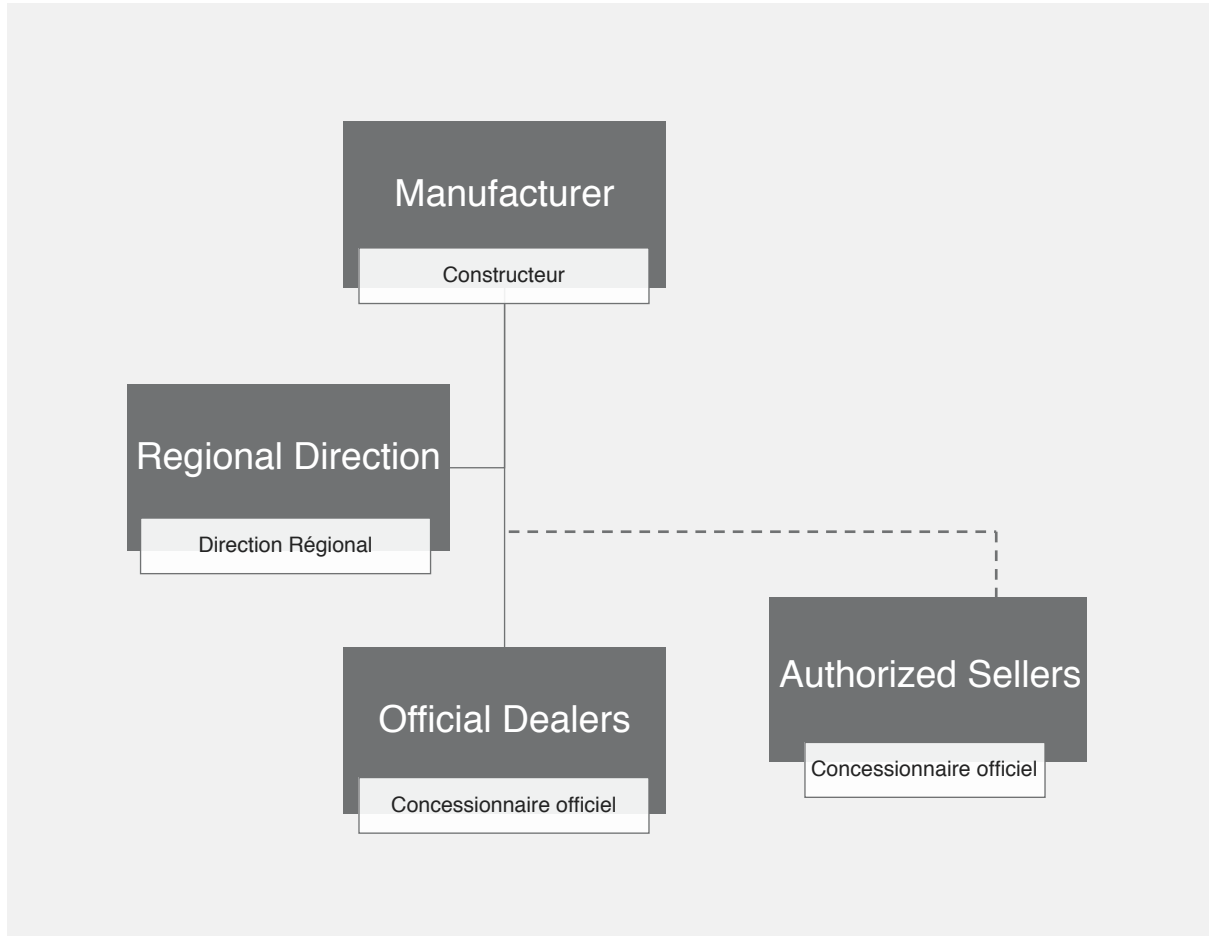 Manufacturer
Constructeur
Regional Direction
Direction Régional
Official Dealers
Concessionnaire officiel
Authorized Sellers
Concessionnaire officiel